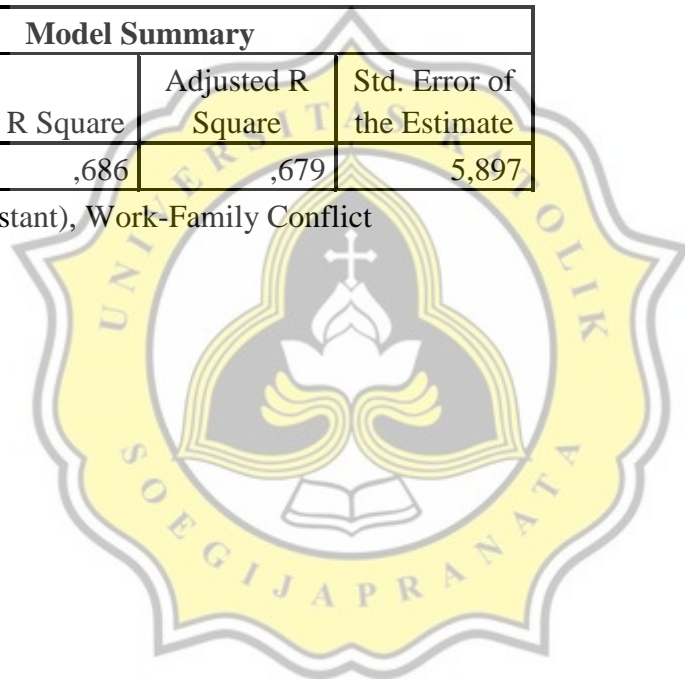 Model Summary
R Square Adjusted R Square Std. Error of the Estimate
,686 ,679 5,897
stant), Work-Family Conflict
UNIVERSITAS KATOLIK
SOEGIJAPRANATA